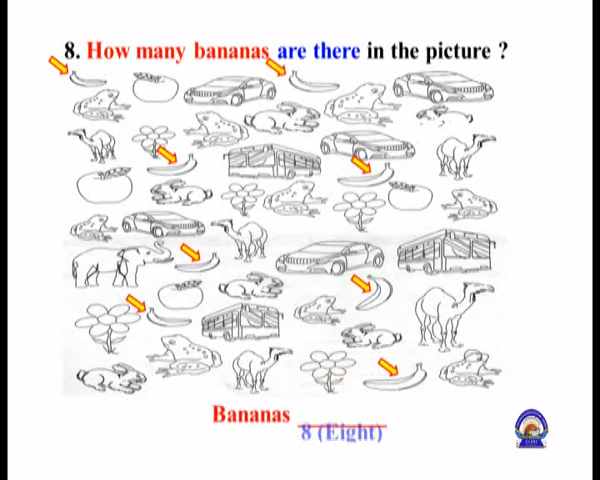 8. How many bananas are there in the picture ?
Bananas 8 (Eight)